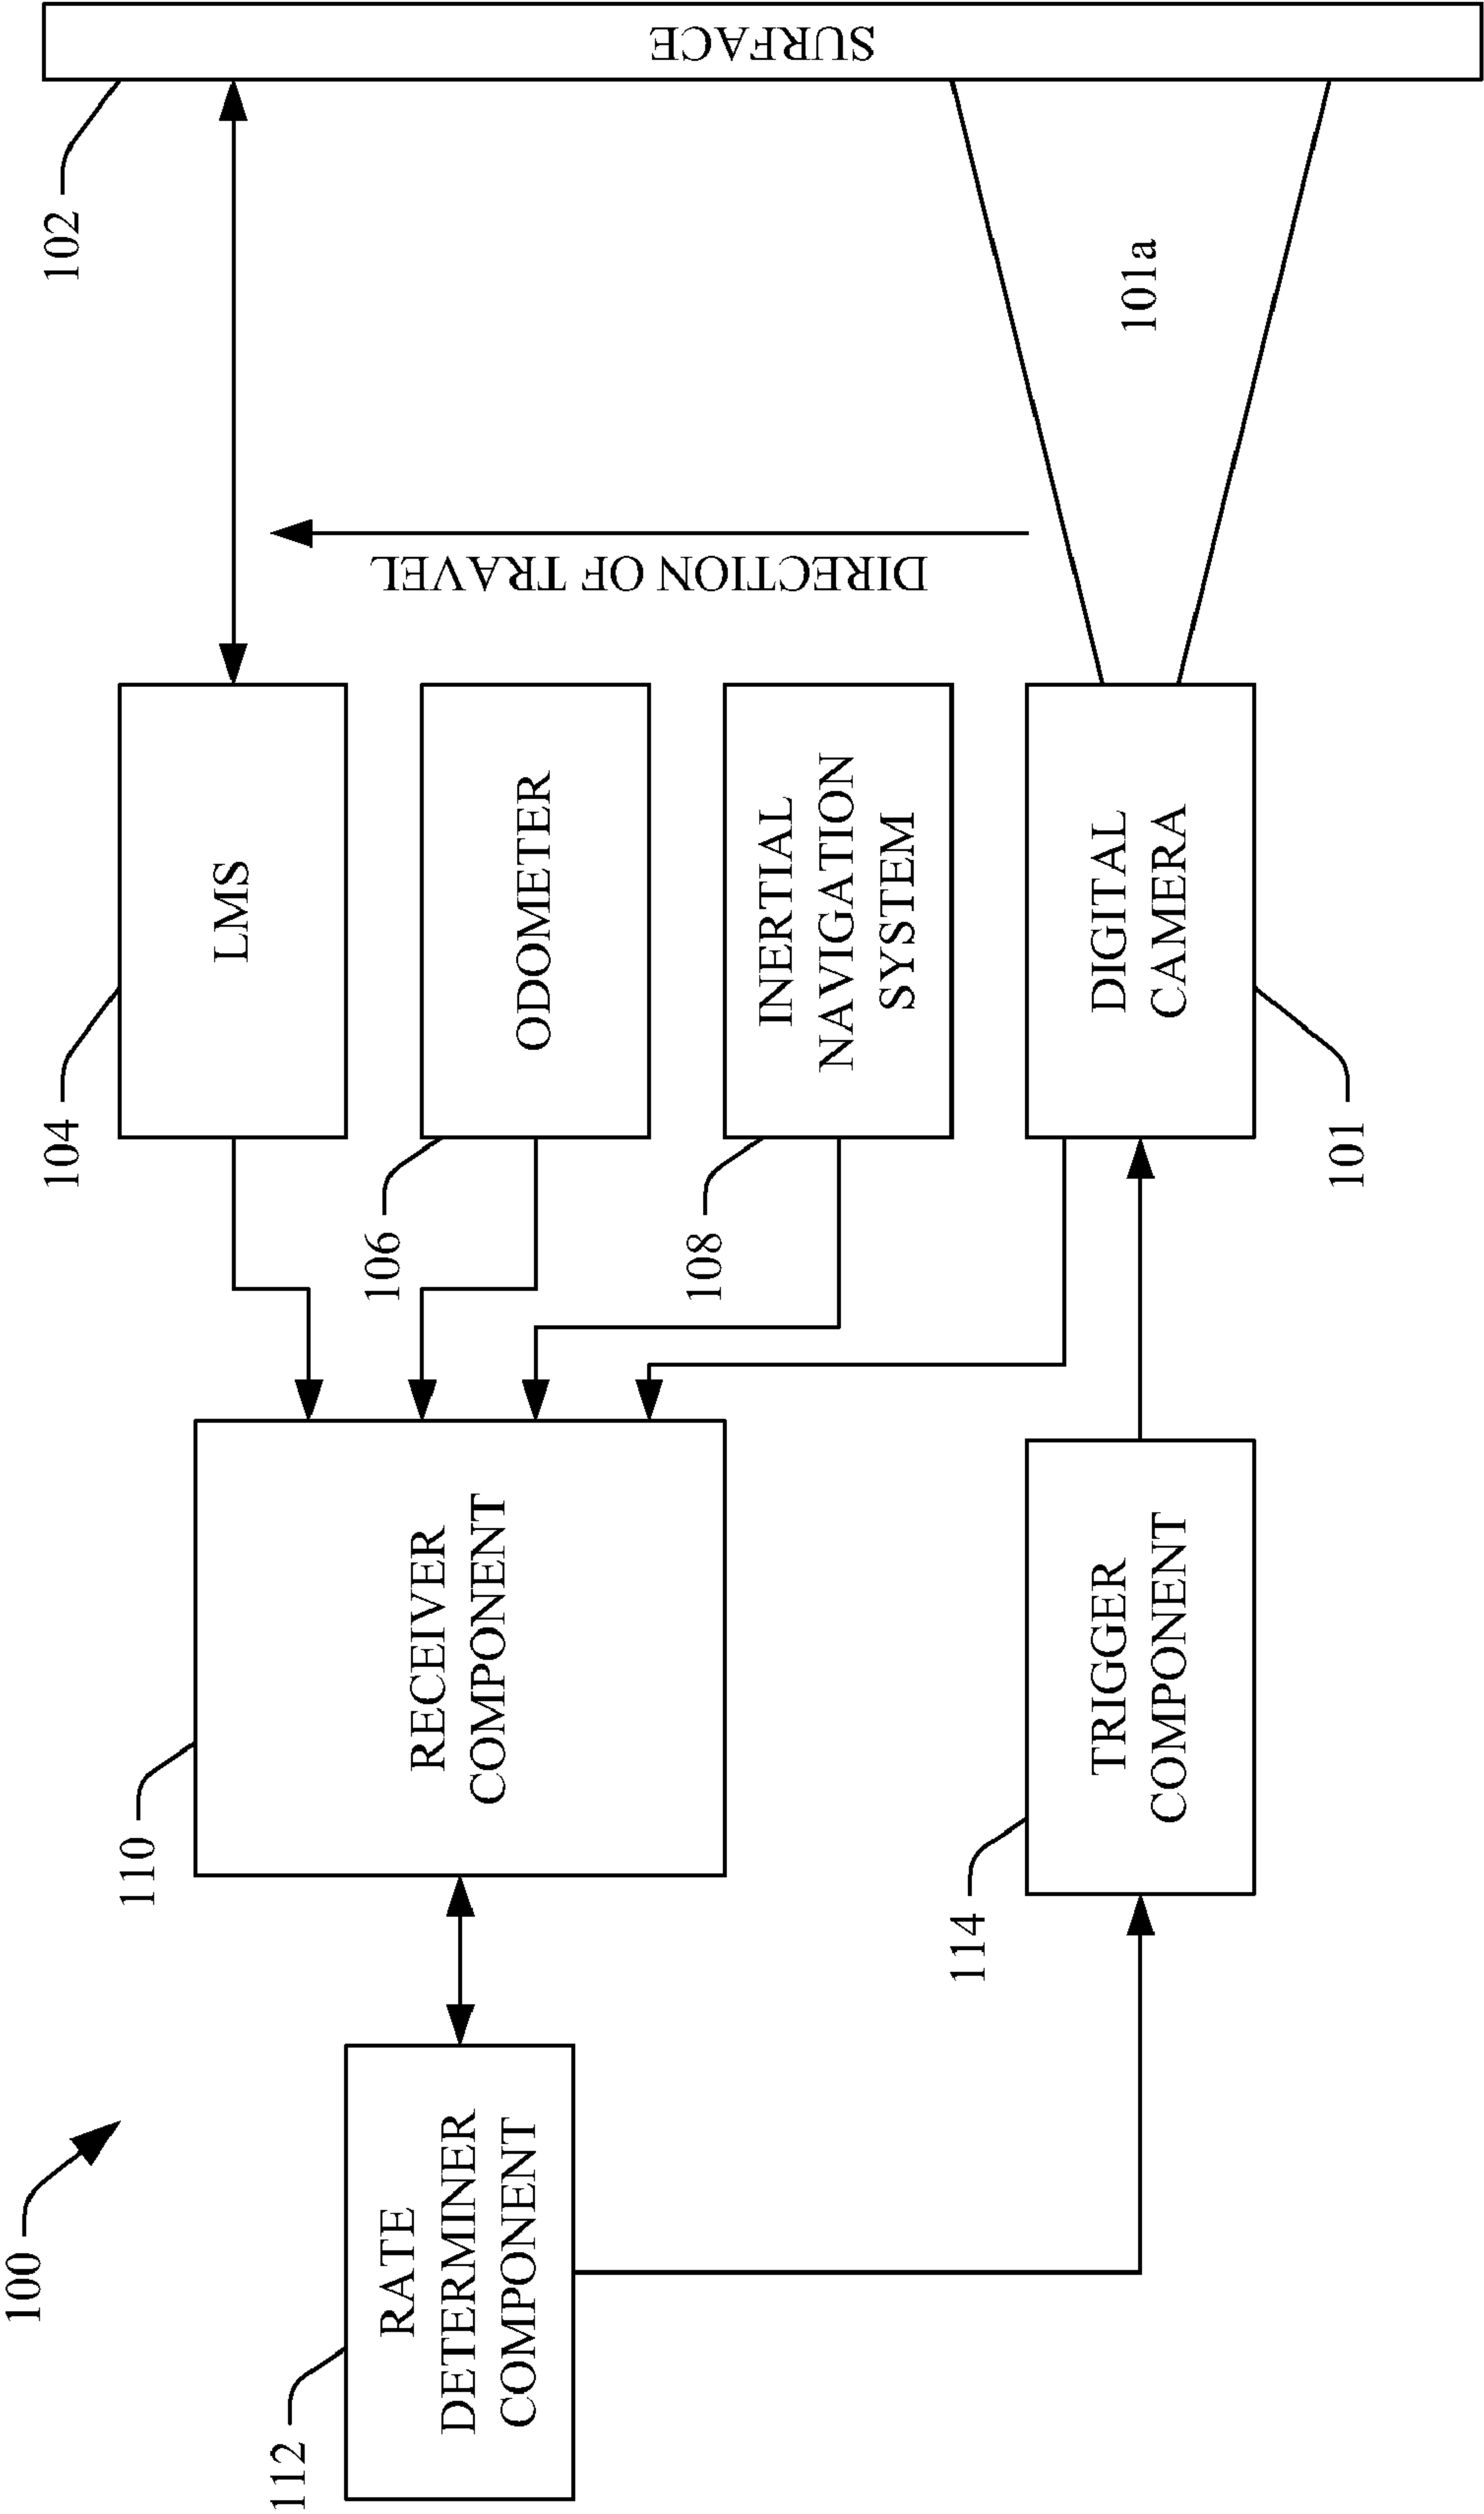 100
112
RATE
DETERMINER
COMPONENT
110
RECEIVER
COMPONENT
114
TRIGGER
COMPONENT
104
LMS
106
ODOMETER
108
INERTIAL
NAVIGATION
SYSTEM
101
DIGITAL
CAMERA
DIRECTION OF TRAVEL
101a
102
SURFACE